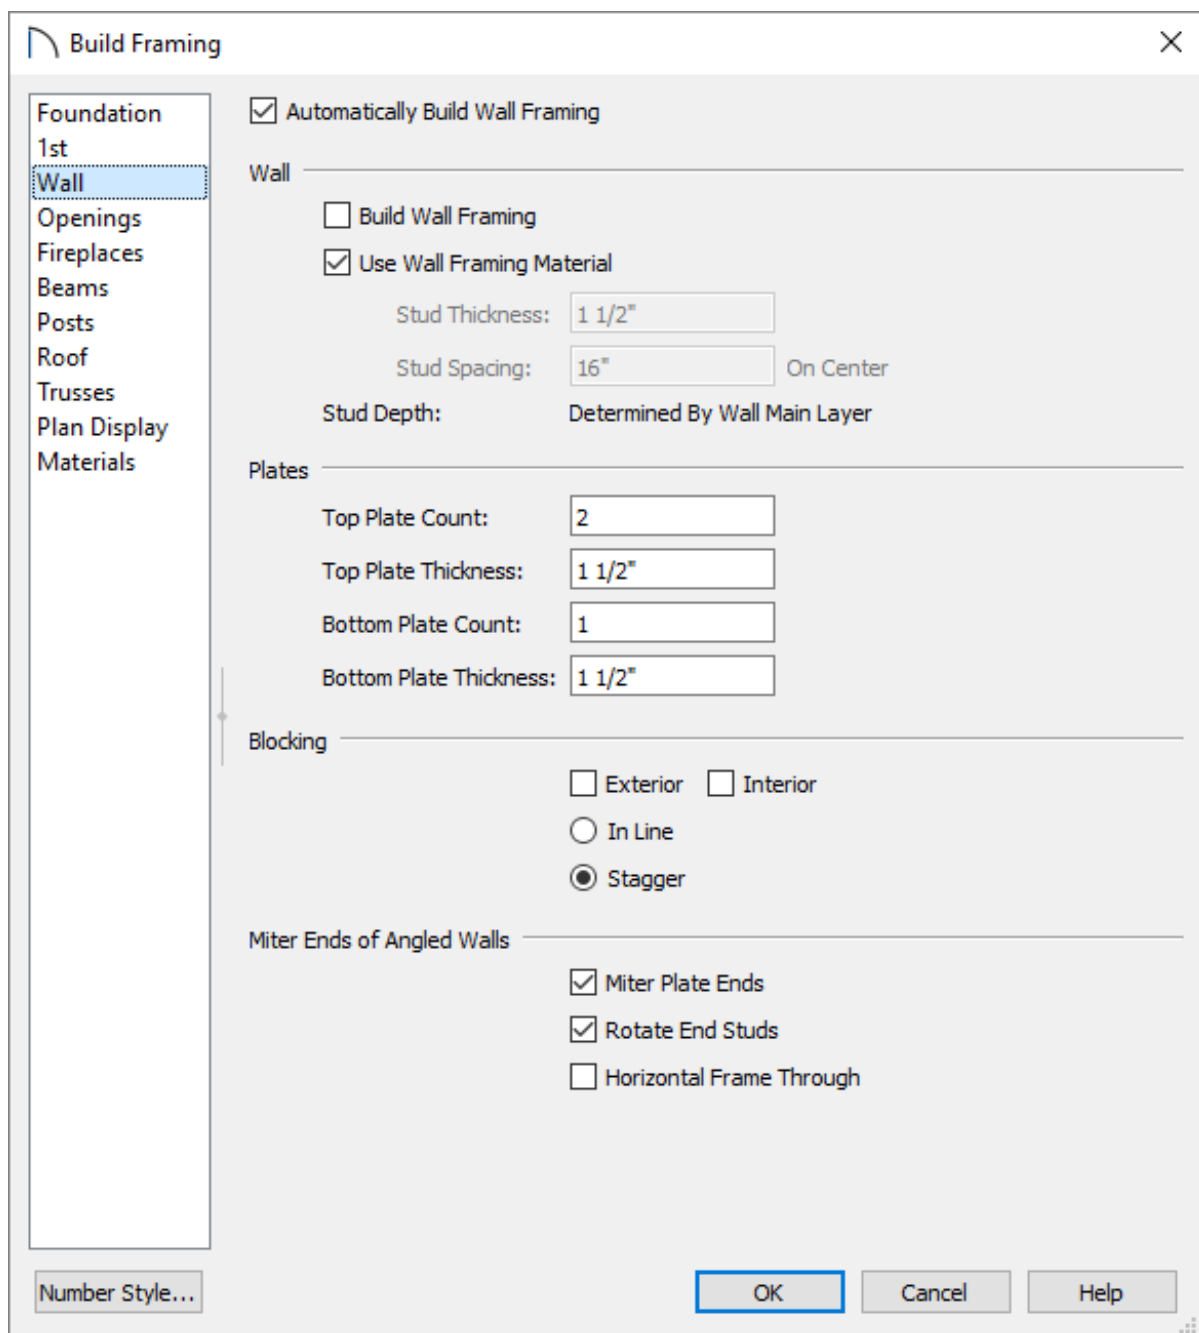 Build Framing
Foundation
1st
Wall
Openings
Fireplaces
Beams
Posts
Roof
Trusses
Plan Display
Materials
Automatically Build Wall Framing
Wall
Build Wall Framing
Use Wall Framing Material
Stud Thickness: 1 1/2"
Stud Spacing: 16" On Center
Stud Depth: Determined By Wall Main Layer
Plates
Top Plate Count: 2
Top Plate Thickness: 1 1/2"
Bottom Plate Count: 1
Bottom Plate Thickness: 1 1/2"
Blocking
Exterior Interior
In Line
Stagger
Miter Ends of Angled Walls
Miter Plate Ends
Rotate End Studs
Horizontal Frame Through
Number Style... OK Cancel Help